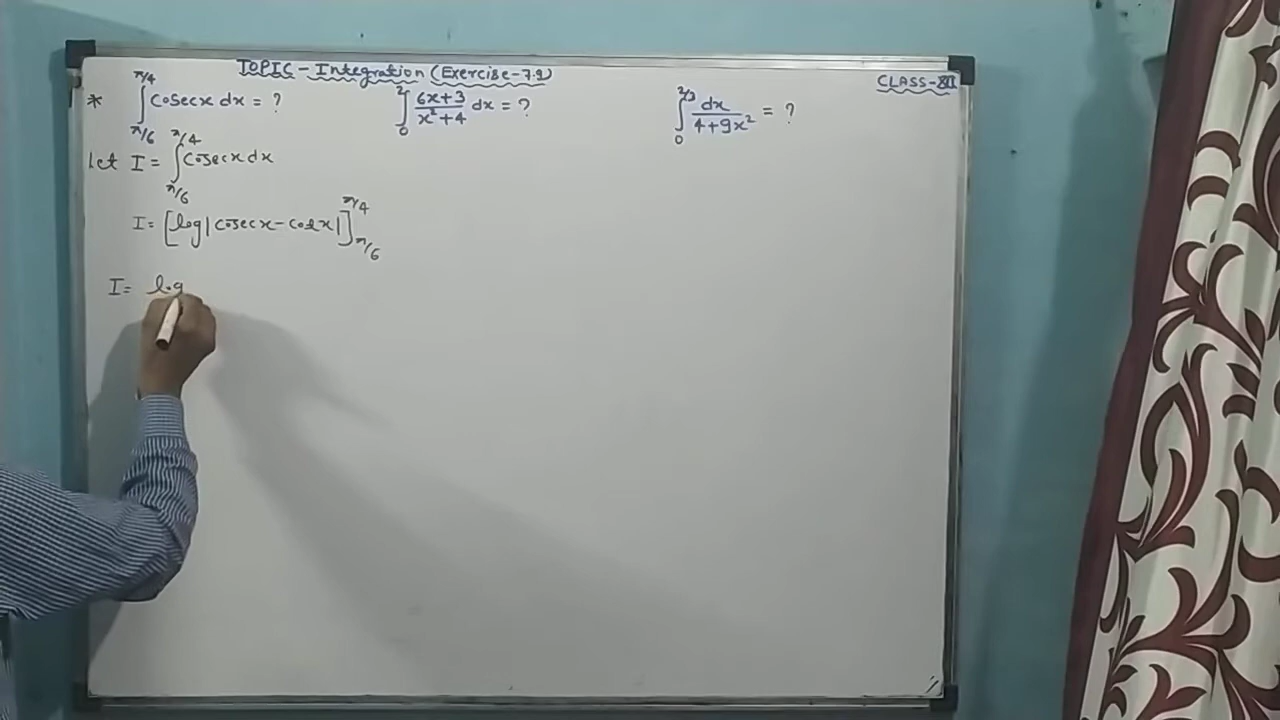 TOPIC - Integration (Exercise-7.9)
CLASS-XII
* ∫_{π/6}^{π/4} cosecx dx = ?
∫_0^2 (6x+3)/(x²+4) dx = ?
∫_0^{2/3} dx/(4+9x²) = ?
let I = ∫_{π/6}^{π/4} cosecx dx
I = [log|cosecx-cotx|]_{π/6}^{π/4}
I = log